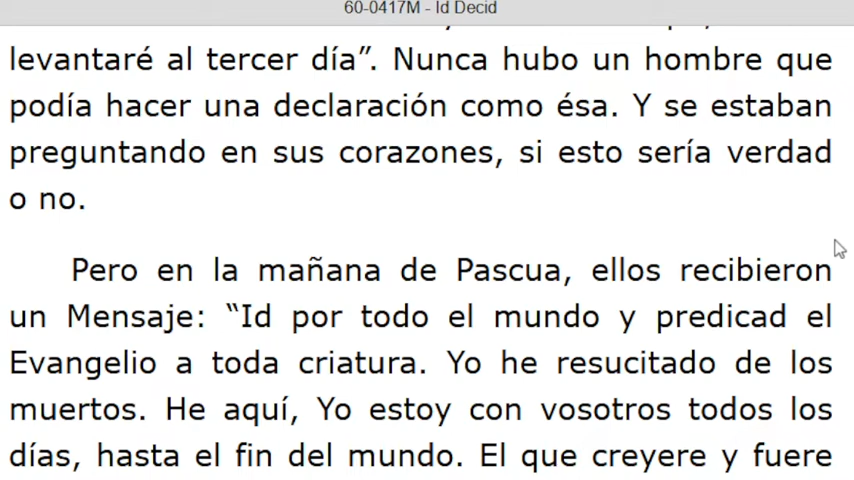 60-0417M - Id Decid
levantaré al tercer día”. Nunca hubo un hombre que
podía hacer una declaración como ésa. Y se estaban
preguntando en sus corazones, si esto sería verdad
o no.
Pero en la mañana de Pascua, ellos recibieron
un Mensaje: “Id por todo el mundo y predicad el
Evangelio a toda criatura. Yo he resucitado de los
muertos. He aquí, Yo estoy con vosotros todos los
días, hasta el fin del mundo. El que creyere y fuere